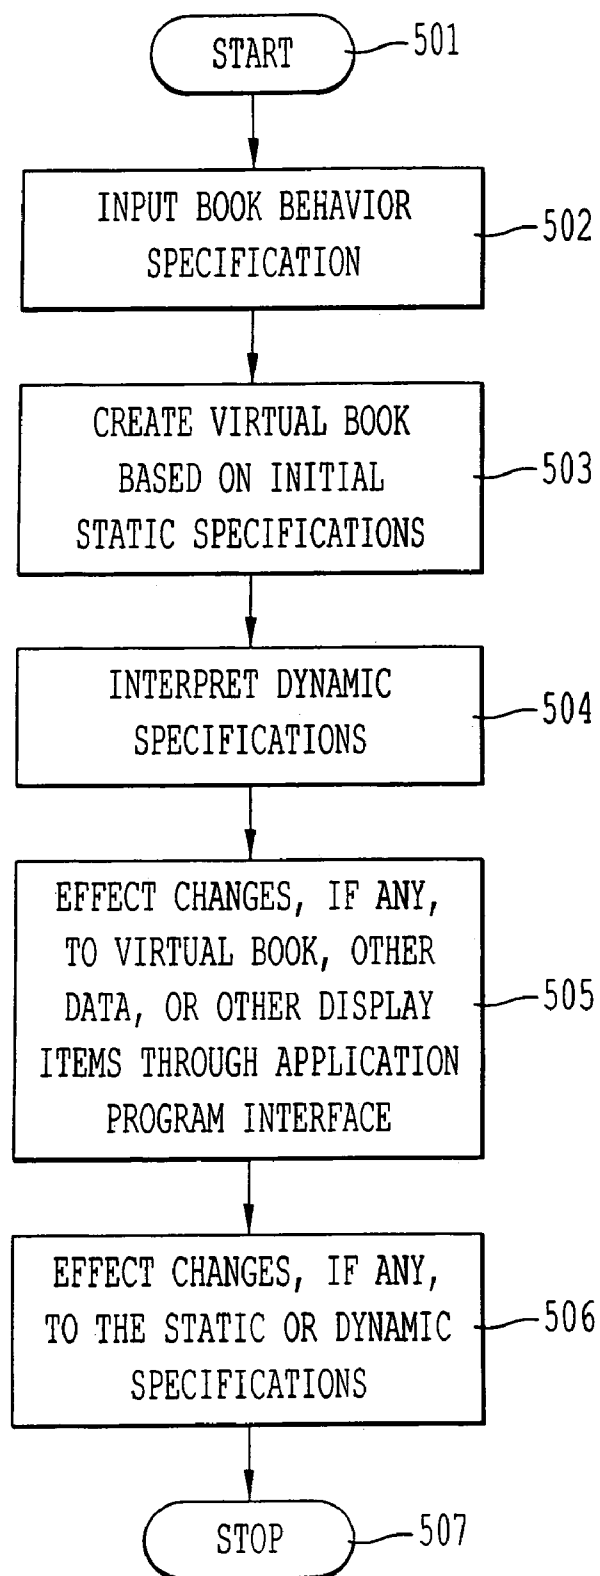 START
501
INPUT BOOK BEHAVIOR
SPECIFICATION
502
CREATE VIRTUAL BOOK
BASED ON INITIAL
STATIC SPECIFICATIONS
503
INTERPRET DYNAMIC
SPECIFICATIONS
504
EFFECT CHANGES, IF ANY,
TO VIRTUAL BOOK, OTHER
DATA, OR OTHER DISPLAY
ITEMS THROUGH APPLICATION
PROGRAM INTERFACE
505
EFFECT CHANGES, IF ANY,
TO THE STATIC OR DYNAMIC
SPECIFICATIONS
506
STOP
507